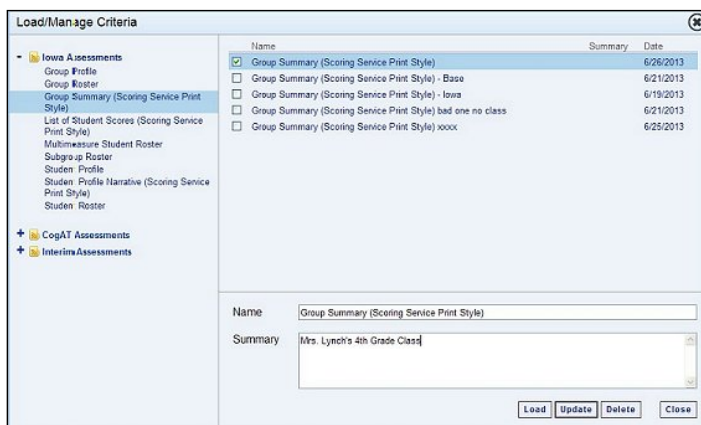 Load/Manage Criteria
Iowa Assessments
Group Profile
Group Roster
Group Summary (Scoring Service Print
Style)
List of Student Scores (Scoring Service
Print Style)
Multimeasure Student Roster
Subgroup Roster
Student Profile
Student Profile Narrative (Scoring Service
Print Style)
Student Roster
CogAT Assessments
Interim Assessments
Name Summary Date
Group Summary (Scoring Service Print Style) 6/26/2013
Group Summary (Scoring Service Print Style) - Base 6/21/2013
Group Summary (Scoring Service Print Style) - Iowa 6/19/2013
Group Summary (Scoring Service Print Style) bad one no class 6/21/2013
Group Summary (Scoring Service Print Style) xxxx 6/25/2013
Name Group Summary (Scoring Service Print Style)
Summary Mrs. Lynch's 4th Grade Class
Load Update Delete Close